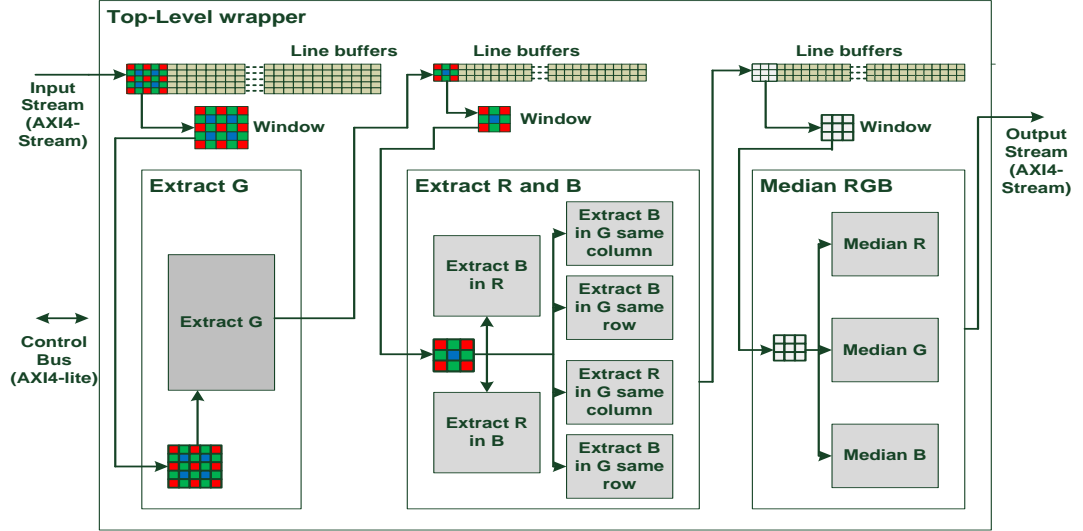 Top-Level wrapper
Line buffers
Line buffers
Line buffers
Input
Stream
(AXI4-
Stream)
Window
Window
Window
Output
Stream
(AXI4-
Stream)
Extract G
Extract G
Control
Bus
(AXI4-lite)
Extract R and B
Extract B
in R
Extract R
in B
Extract B
in G same
column
Extract B
in G same
row
Extract R
in G same
column
Extract B
in G same
row
Median RGB
Median R
Median G
Median B